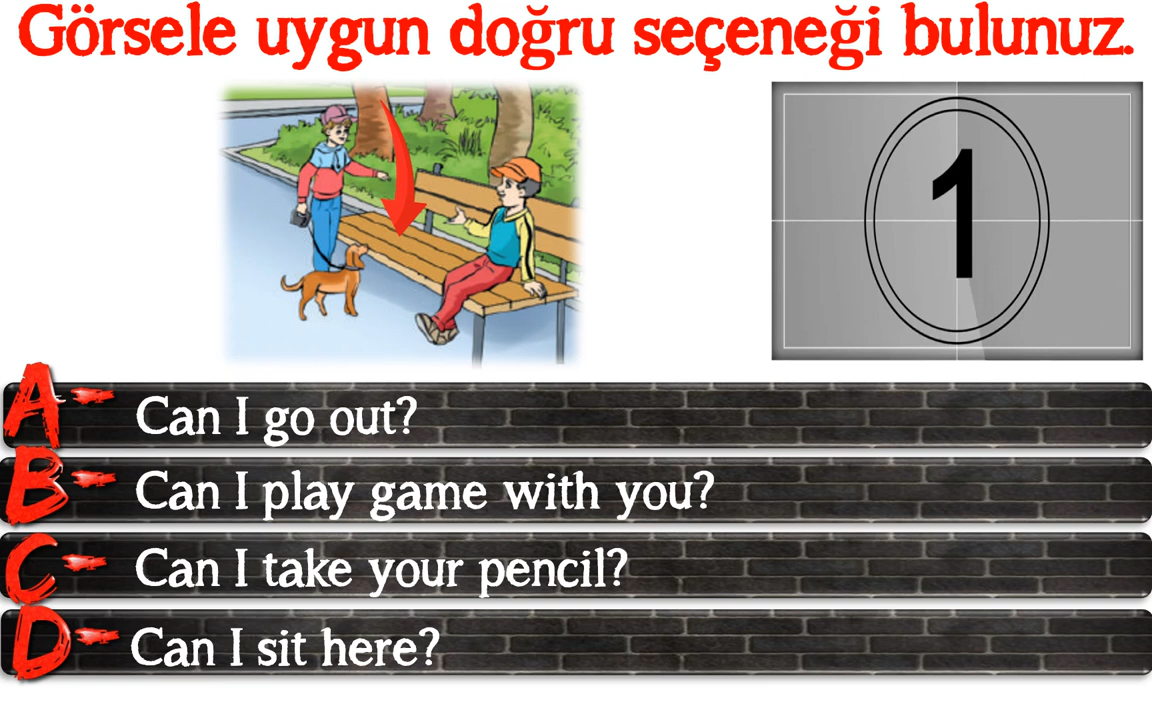 Görsele uygun doğru seçeneği bulunuz.
1
A- Can I go out?
B- Can I play game with you?
C- Can I take your pencil?
D- Can I sit here?